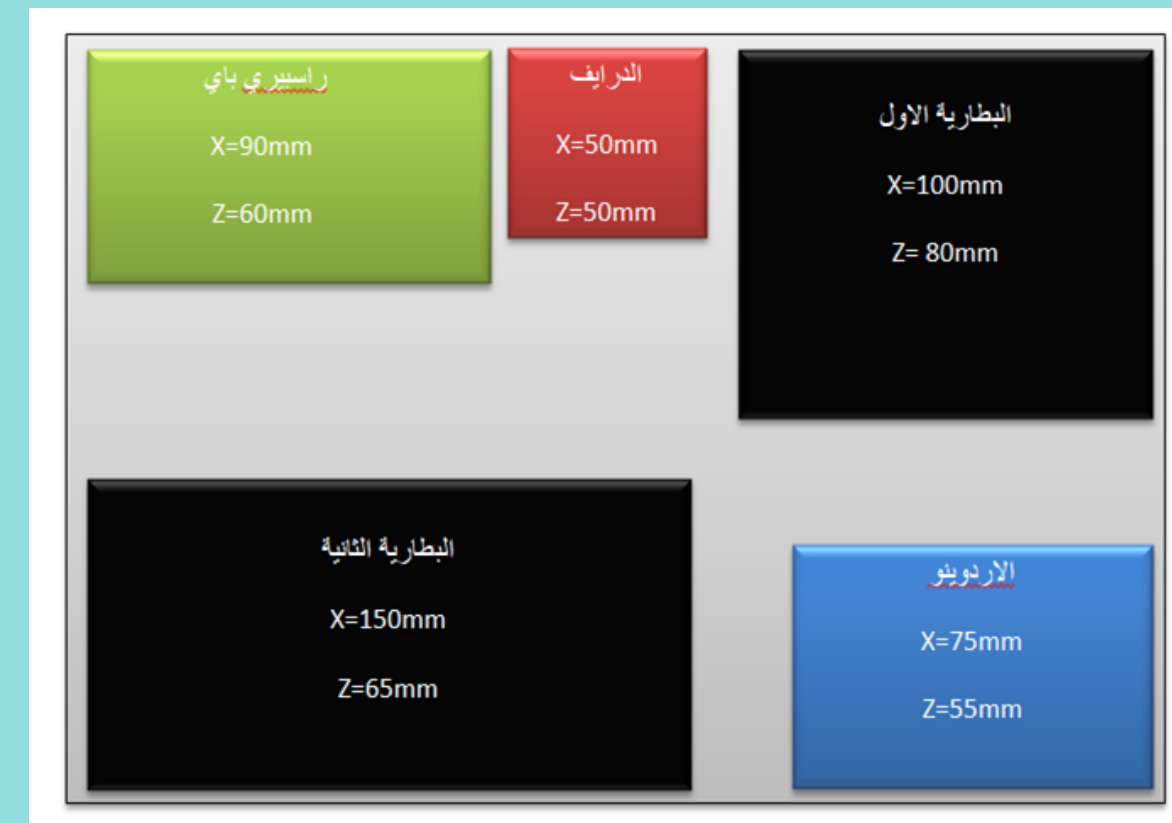 راسبيري باي
X=90mm
Z=60mm
الدرايف
X=50mm
Z=50mm
البطارية الاول
X=100mm
Z= 80mm
البطارية الثانية
X=150mm
Z=65mm
الاردوينو
X=75mm
Z=55mm